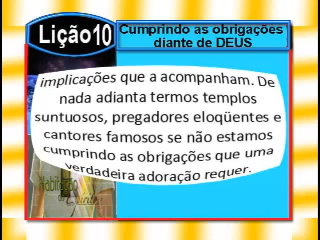 Lição10
Cumprindo as obrigações
diante de DEUS
implicações que a acompanham. De
nada adianta termos templos
suntuosos, pregadores eloqüentes e
cantores famosos se não estamos
cumprindo as obrigações que uma
verdadeira adoração requer.